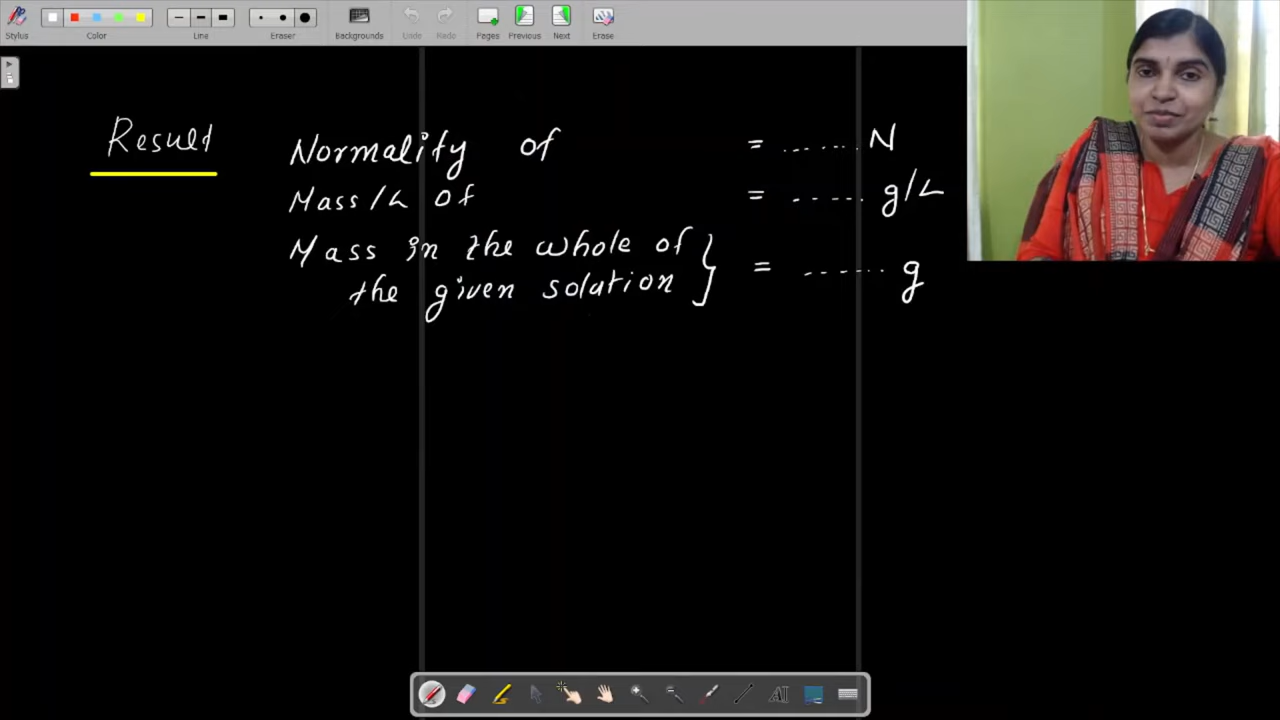 Stylus
Color
Line
Eraser
Backgrounds
Undo
Redo
Pages
Previous
Next
Erase
Result
Normality of = ....... N
Mass/L of = ...... g/L
Mass in the whole of
the given solution } = ....... g
AI